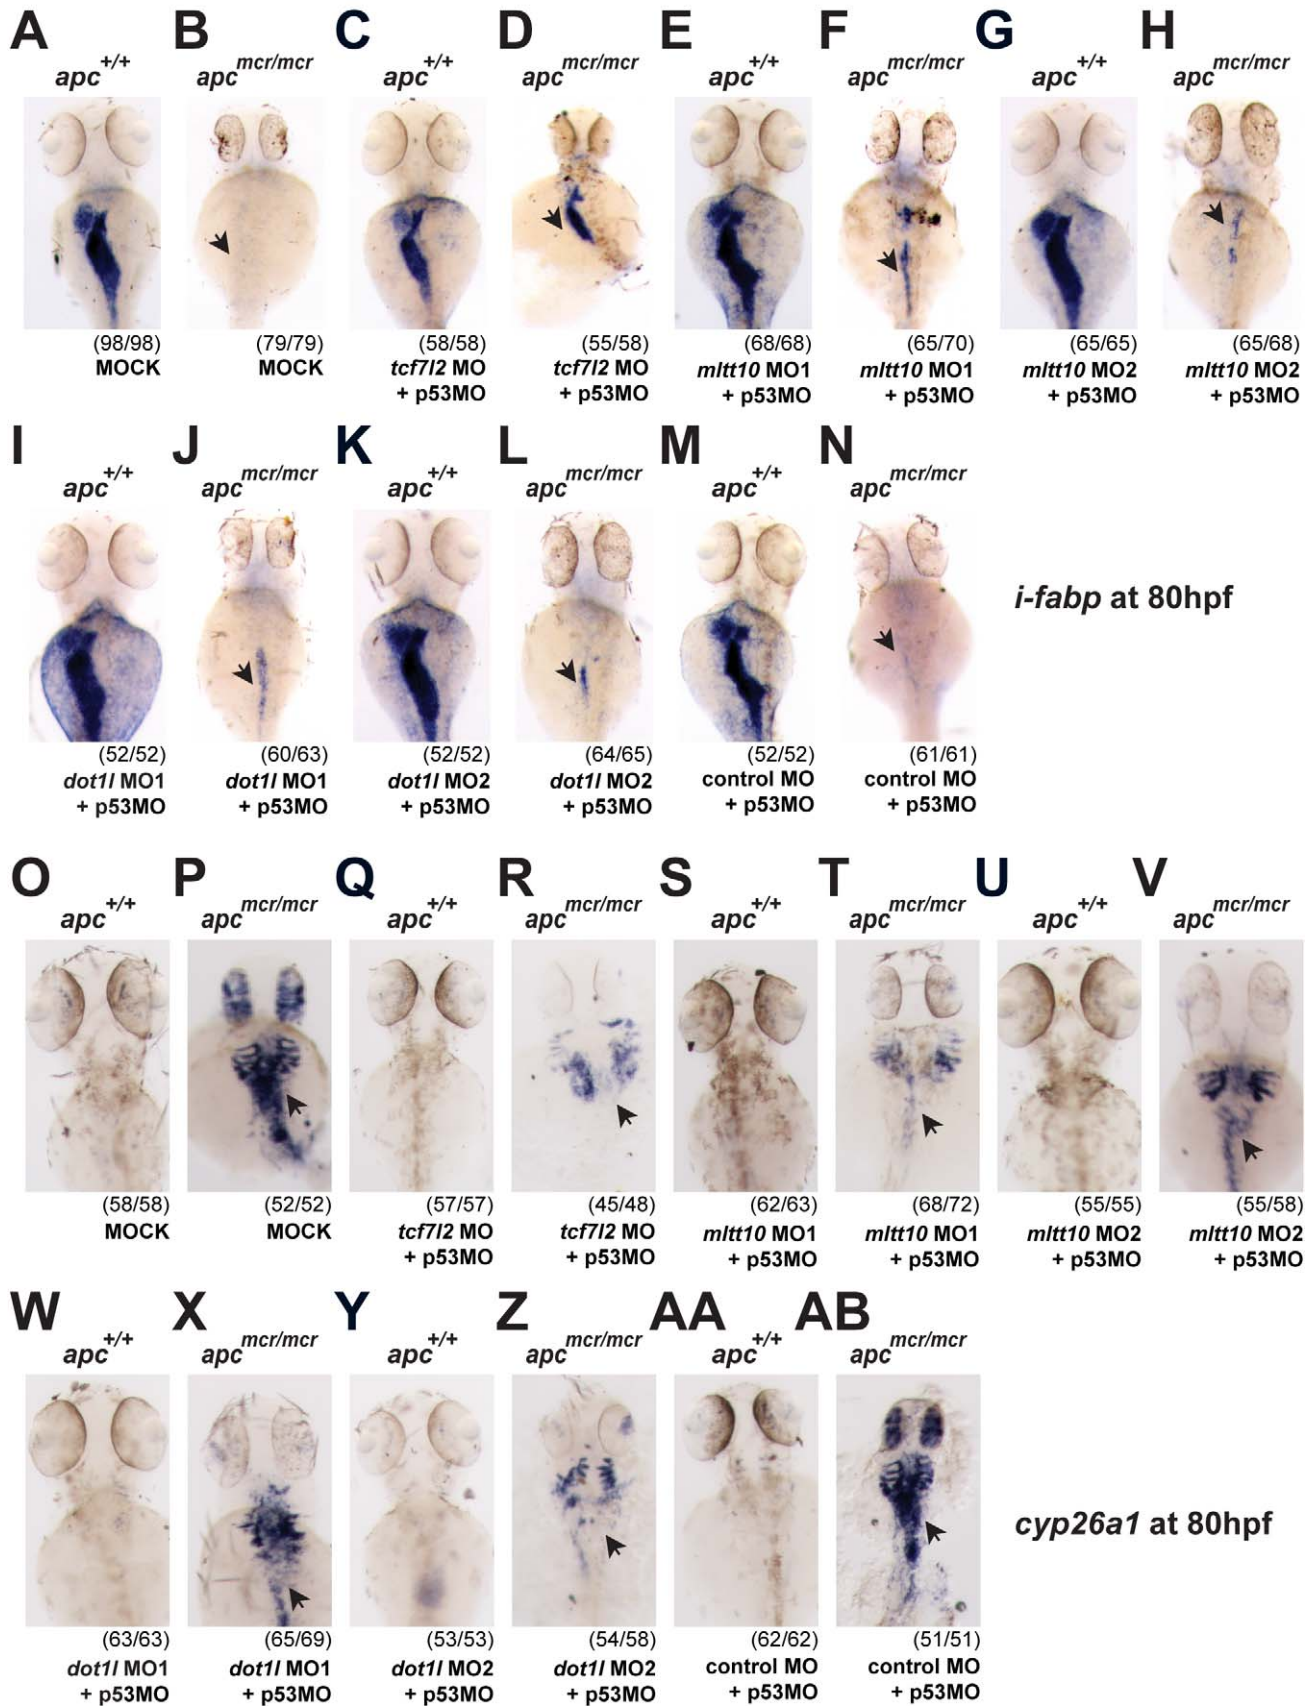 A B C D E F G H
apc+/+ apcmcr/mcr apc+/+ apcmcr/mcr apc+/+ apcmcr/mcr apc+/+ apcmcr/mcr
(98/98) (79/79) (58/58) (55/58) (68/68) (65/70) (65/65) (65/68)
MOCK MOCK tcf7l2 MO tcf7l2 MO mltt10 MO1 mltt10 MO1 mltt10 MO2 mltt10 MO2
+ p53MO + p53MO + p53MO + p53MO + p53MO + p53MO
I J K L M N
apc+/+ apcmcr/mcr apc+/+ apcmcr/mcr apc+/+ apcmcr/mcr
i-fabp at 80hpf
(52/52) (60/63) (52/52) (64/65) (52/52) (61/61)
dot1l MO1 dot1l MO1 dot1l MO2 dot1l MO2 control MO control MO
+ p53MO + p53MO + p53MO + p53MO + p53MO + p53MO
O P Q R S T U V
apc+/+ apcmcr/mcr apc+/+ apcmcr/mcr apc+/+ apcmcr/mcr apc+/+ apcmcr/mcr
(58/58) (52/52) (57/57) (45/48) (62/63) (68/72) (55/55) (55/58)
MOCK MOCK tcf7l2 MO tcf7l2 MO mltt10 MO1 mltt10 MO1 mltt10 MO2 mltt10 MO2
+ p53MO + p53MO + p53MO + p53MO + p53MO + p53MO
W X Y Z AA AB
apc+/+ apcmcr/mcr apc+/+ apcmcr/mcr apc+/+ apcmcr/mcr
cyp26a1 at 80hpf
(63/63) (65/69) (53/53) (54/58) (62/62) (51/51)
dot1l MO1 dot1l MO1 dot1l MO2 dot1l MO2 control MO control MO
+ p53MO + p53MO + p53MO + p53MO + p53MO + p53MO